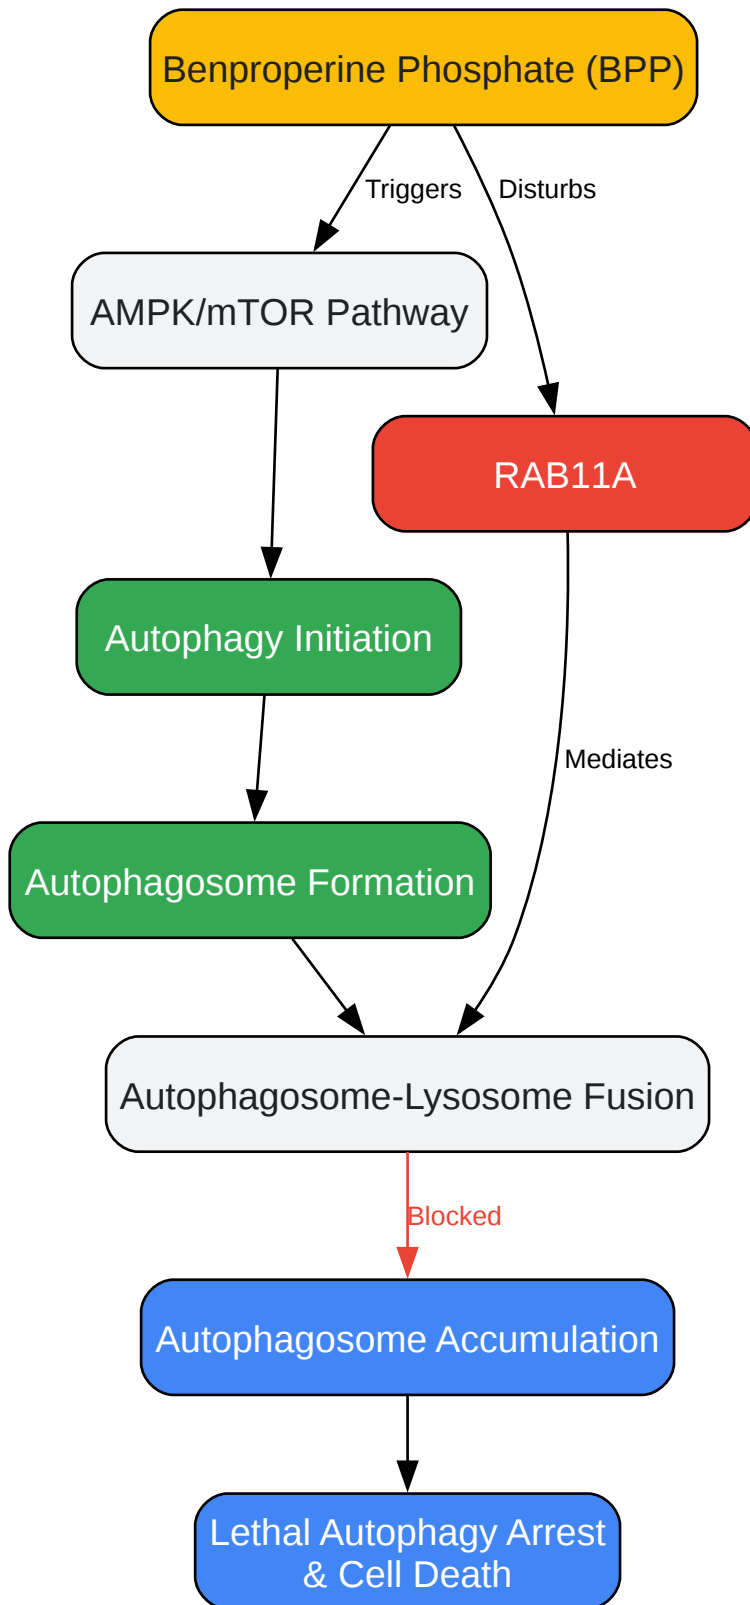 Benproperine Phosphate (BPP)
Triggers
Disturbs
AMPK/mTOR Pathway
RAB11A
Autophagy Initiation
Mediates
Autophagosome Formation
Autophagosome-Lysosome Fusion
Blocked
Autophagosome Accumulation
Lethal Autophagy Arrest
& Cell Death